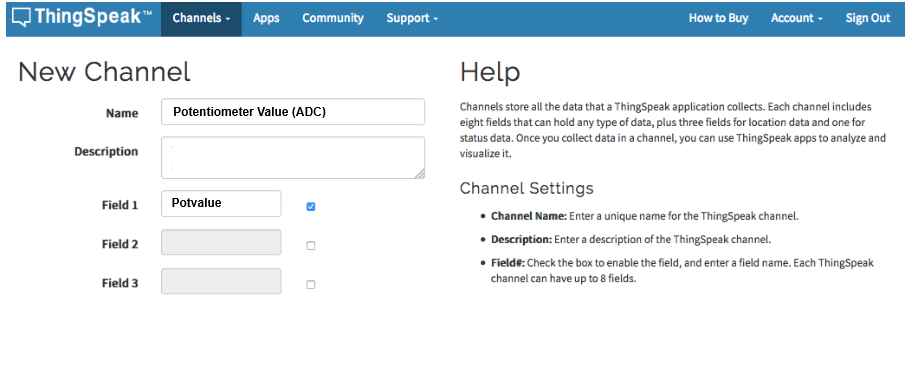 ThingSpeak™ Channels Apps Community Support How to Buy Account Sign Out
New Channel
Name Potentiometer Value (ADC)
Description
Field 1 Potvalue
Field 2
Field 3
Help
Channels store all the data that a ThingSpeak application collects. Each channel includes
eight fields that can hold any type of data, plus three fields for location data and one for
status data. Once you collect data in a channel, you can use ThingSpeak apps to analyze and
visualize it.
Channel Settings
• Channel Name: Enter a unique name for the ThingSpeak channel.
• Description: Enter a description of the ThingSpeak channel.
• Field#: Check the box to enable the field, and enter a field name. Each ThingSpeak
channel can have up to 8 fields.